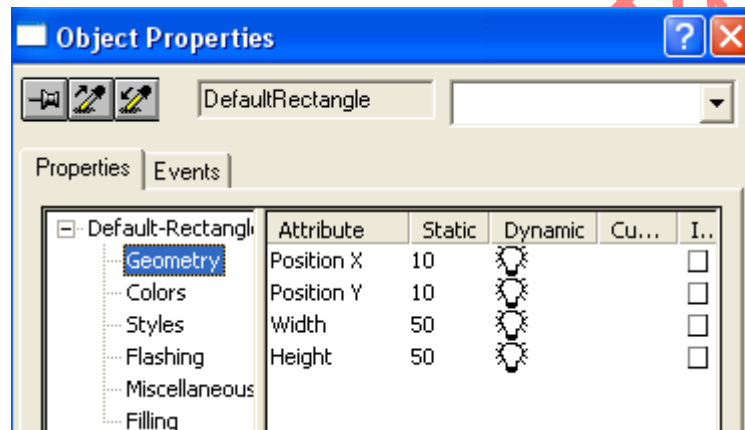 Object Properties
DefaultRectangle
Properties Events
Default-Rectangl Attribute Static Dynamic Cu... I..
Geometry Position X 10
Colors Position Y 10
Styles Width 50
Flashing Height 50
Miscellaneous
Filling